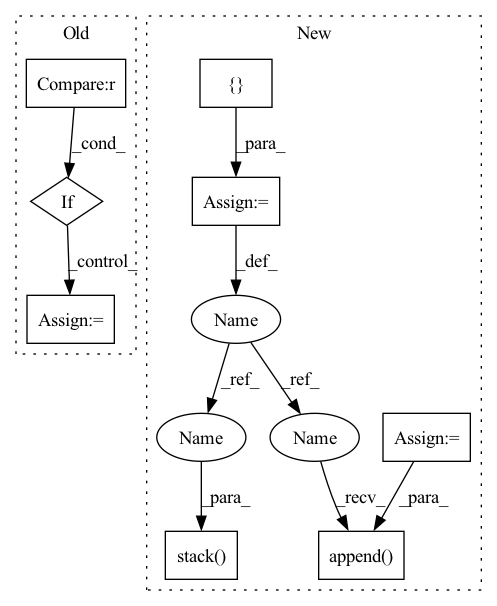 Old
New
Compare:r
{}
_cond_
_para_
If
Assign:=
_control_
_def_
Assign:=
Name
_ref_
_ref_
Name
Name
Assign:=
_para_
_recv_
_para_
stack()
append()